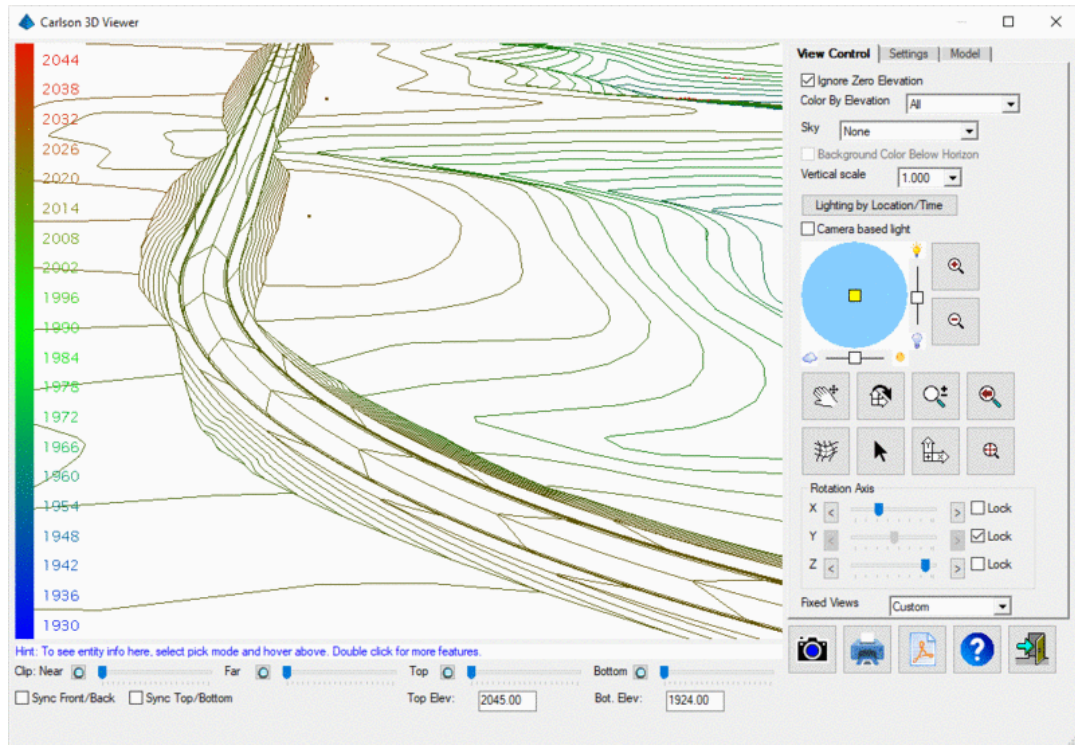 Carlson 3D Viewer
2044
2038
2032
2026
2020
2014
2008
2002
1996
1990
1984
1978
1972
1966
1960
1954
1948
1942
1936
1930
View Control Settings Model
Ignore Zero Elevation
Color By Elevation All
Sky None
Background Color Below Horizon
Vertical scale 1.000
Lighting by Location/Time
Camera based light
Rotation Axis
X < > Lock
Y < > Lock
Z < > Lock
Fixed Views Custom
Hint: To see entity info here, select pick mode and hover above. Double click for more features.
Clip: Near Far Top Bottom
Sync Front/Back Sync Top/Bottom Top Elev: 2045.00 Bot. Elev: 1924.00